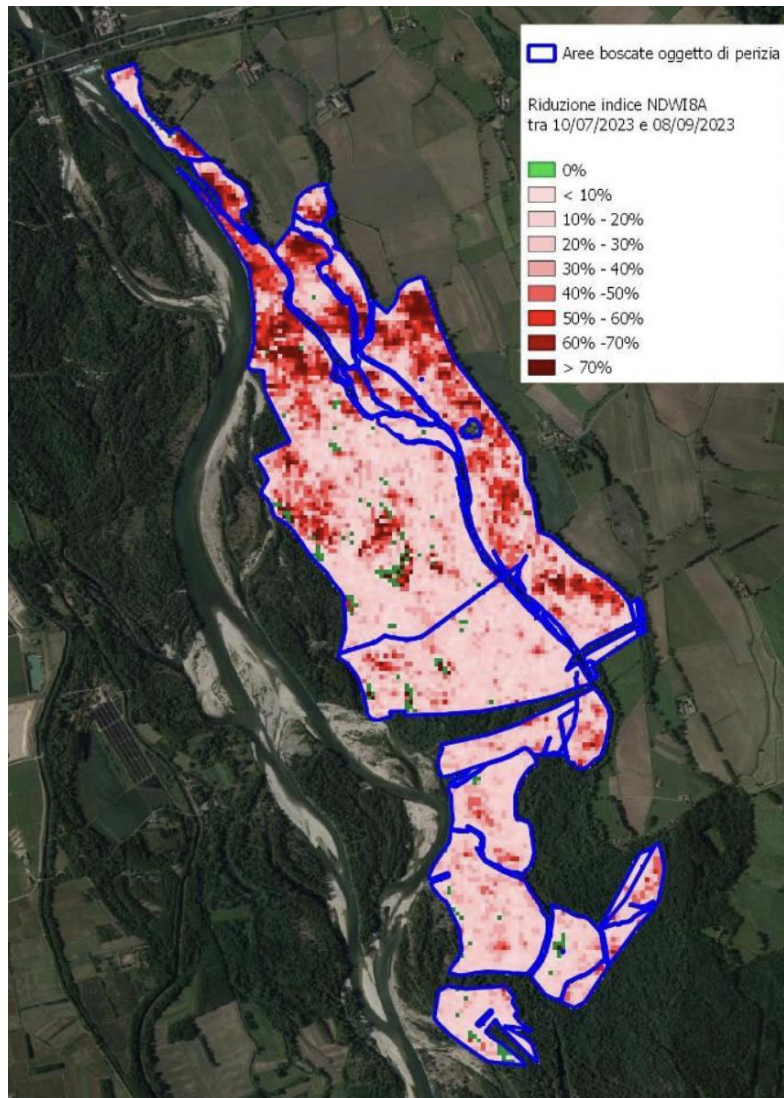 Aree boscate oggetto di perizia
Riduzione indice NDWI8A
tra 10/07/2023 e 08/09/2023
0%
< 10%
10% - 20%
20% - 30%
30% - 40%
40% -50%
50% - 60%
60% -70%
> 70%